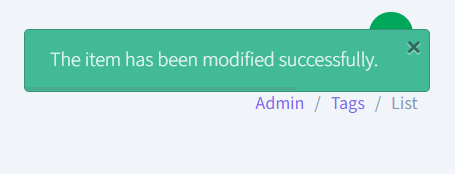 The item has been modified successfully.
×
Admin / Tags / List